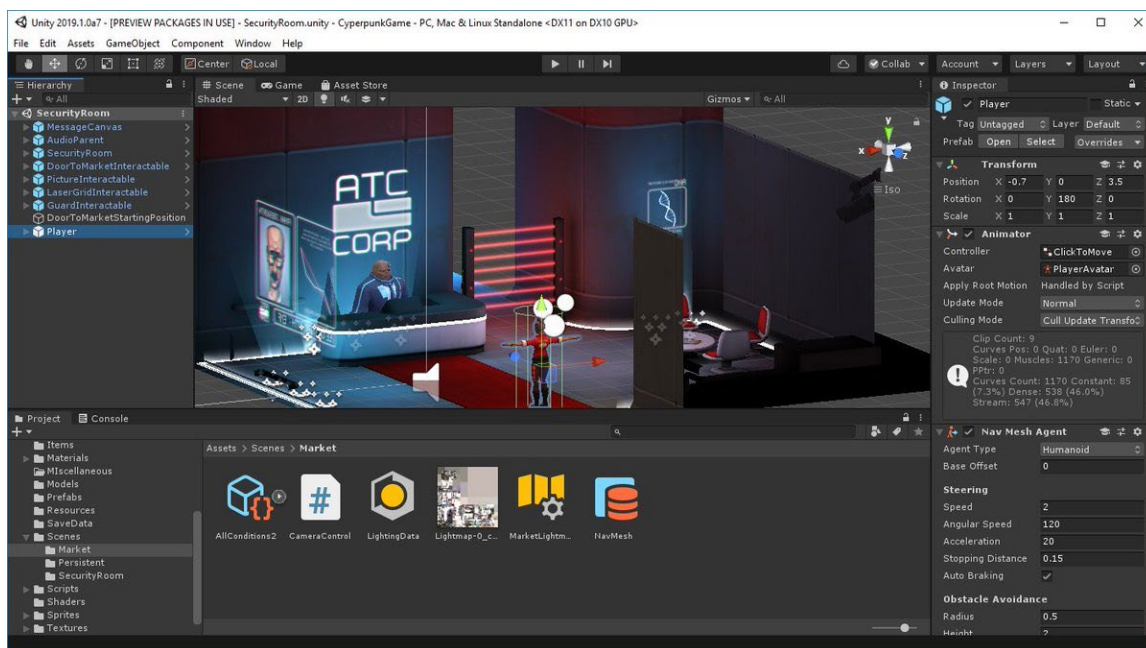 Unity 2019.1.0a7 - [PREVIEW PACKAGES IN USE] - SecurityRoom.unity - CyperpunkGame - PC, Mac & Linux Standalone <DX11 on DX10 GPU>
File Edit Assets GameObject Component Window Help
Center Local Collab Account Layers Layout
Hierarchy
All
SecurityRoom
MessageCanvas
AudioParent
SecurityRoom
DoorToMarketInteractable
PictureInteractable
LaserGridInteractable
GuardInteractable
DoorToMarketStartingPosition
Player
Scene Game Asset Store
Shaded 2D Gizmos All
y
x
z
Iso
ATC
CORP
Inspector
Player Static
Tag Untagged Layer Default
Prefab Open Select Overrides
Transform
Position X -0.7 Y 0 Z 3.5
Rotation X 0 Y 180 Z 0
Scale X 1 Y 1 Z 1
Animator
Controller ClickToMove
Avatar PlayerAvatar
Apply Root Motion Handled by Script
Update Mode Normal
Culling Mode Cull Update Transfo
Clip Count: 9
Curves Pos: 0 Quat: 0 Euler: 0
Scale: 0 Muscles: 1170 Generic: 0
PPtr: 0
Curves Count: 1170 Constant: 85
(7.3%) Dense: 538 (46.0%)
Stream: 547 (46.8%)
Nav Mesh Agent
Agent Type Humanoid
Base Offset 0
Steering
Speed 2
Angular Speed 120
Acceleration 20
Stopping Distance 0.15
Auto Braking
Obstacle Avoidance
Radius 0.5
Height 2
Project Console
Items
Materials
MIscellaneous
Models
Prefabs
Resources
SaveData
Scenes
Market
Persistent
SecurityRoom
Scripts
Shaders
Sprites
Textures
Assets > Scenes > Market
AllConditions2 CameraControl LightingData Lightmap-0_c... MarketLightm... NavMesh